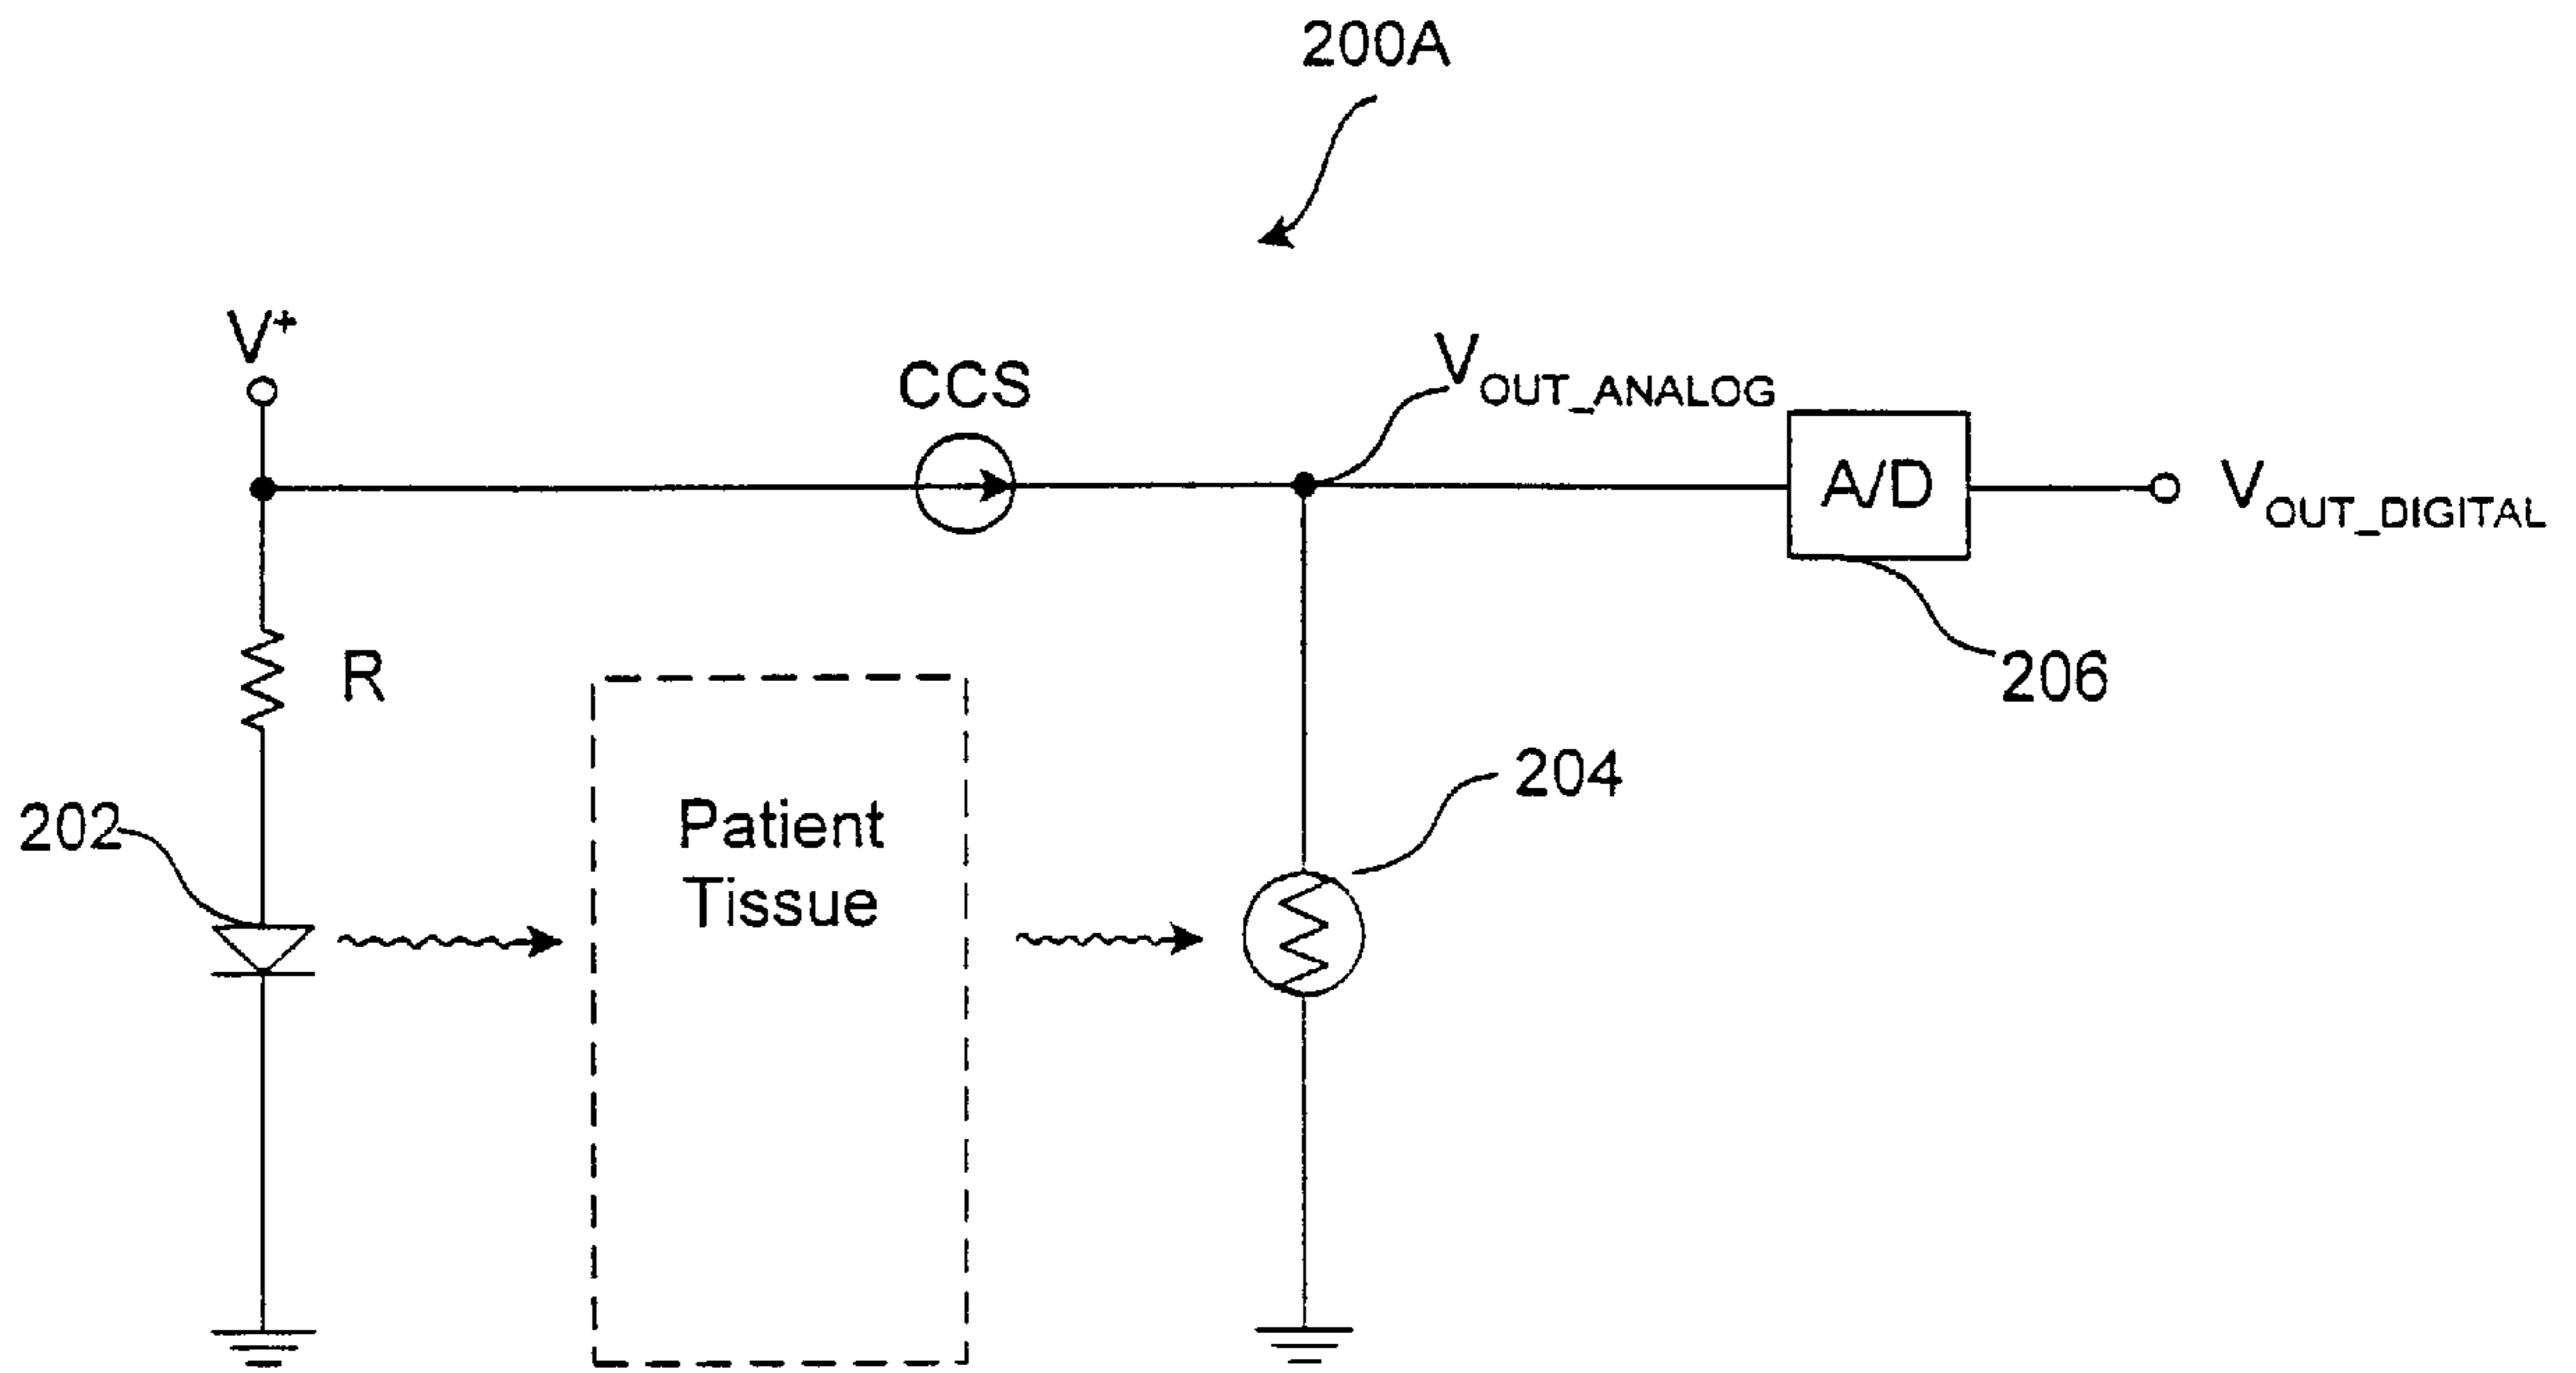 200A
V+
CCS
VOUT_ANALOG
A/D
VOUT_DIGITAL
R
206
Patient
Tissue
204
202